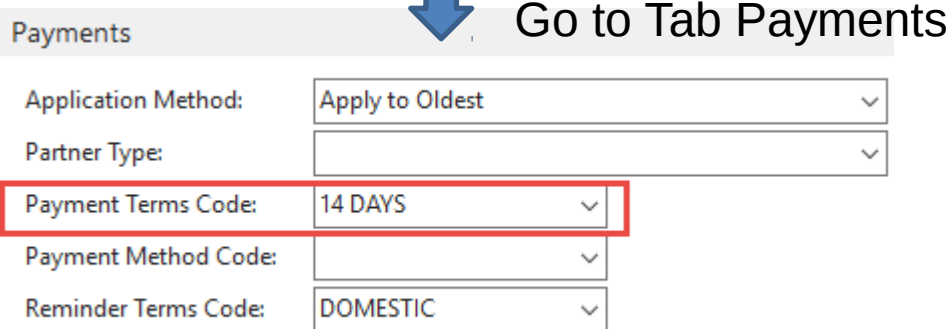 Go to Tab Payments
Payments
Application Method: Apply to Oldest
Partner Type:
Payment Terms Code: 14 DAYS
Payment Method Code:
Reminder Terms Code: DOMESTIC